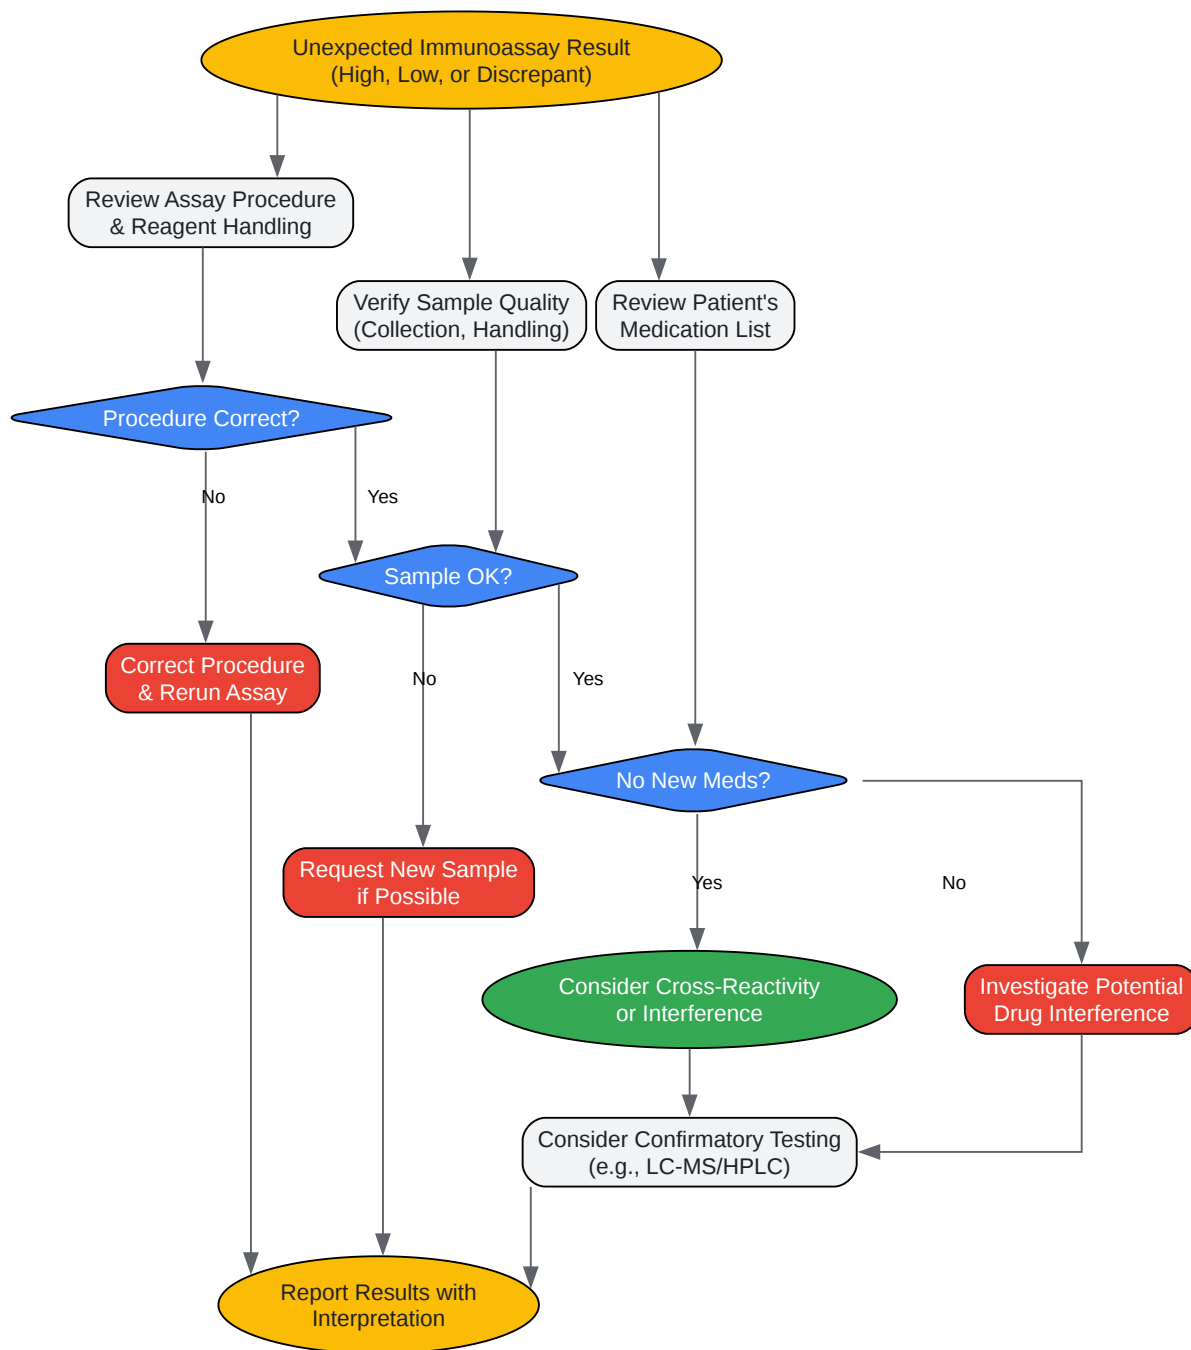 Unexpected Immunoassay Result
(High, Low, or Discrepant)
Review Assay Procedure
& Reagent Handling
Verify Sample Quality
(Collection, Handling)
Review Patient's
Medication List
Procedure Correct?
No
Yes
Sample OK?
Correct Procedure
& Rerun Assay
No
Yes
No New Meds?
Request New Sample
if Possible
Yes
No
Consider Cross-Reactivity
or Interference
Investigate Potential
Drug Interference
Consider Confirmatory Testing
(e.g., LC-MS/HPLC)
Report Results with
Interpretation